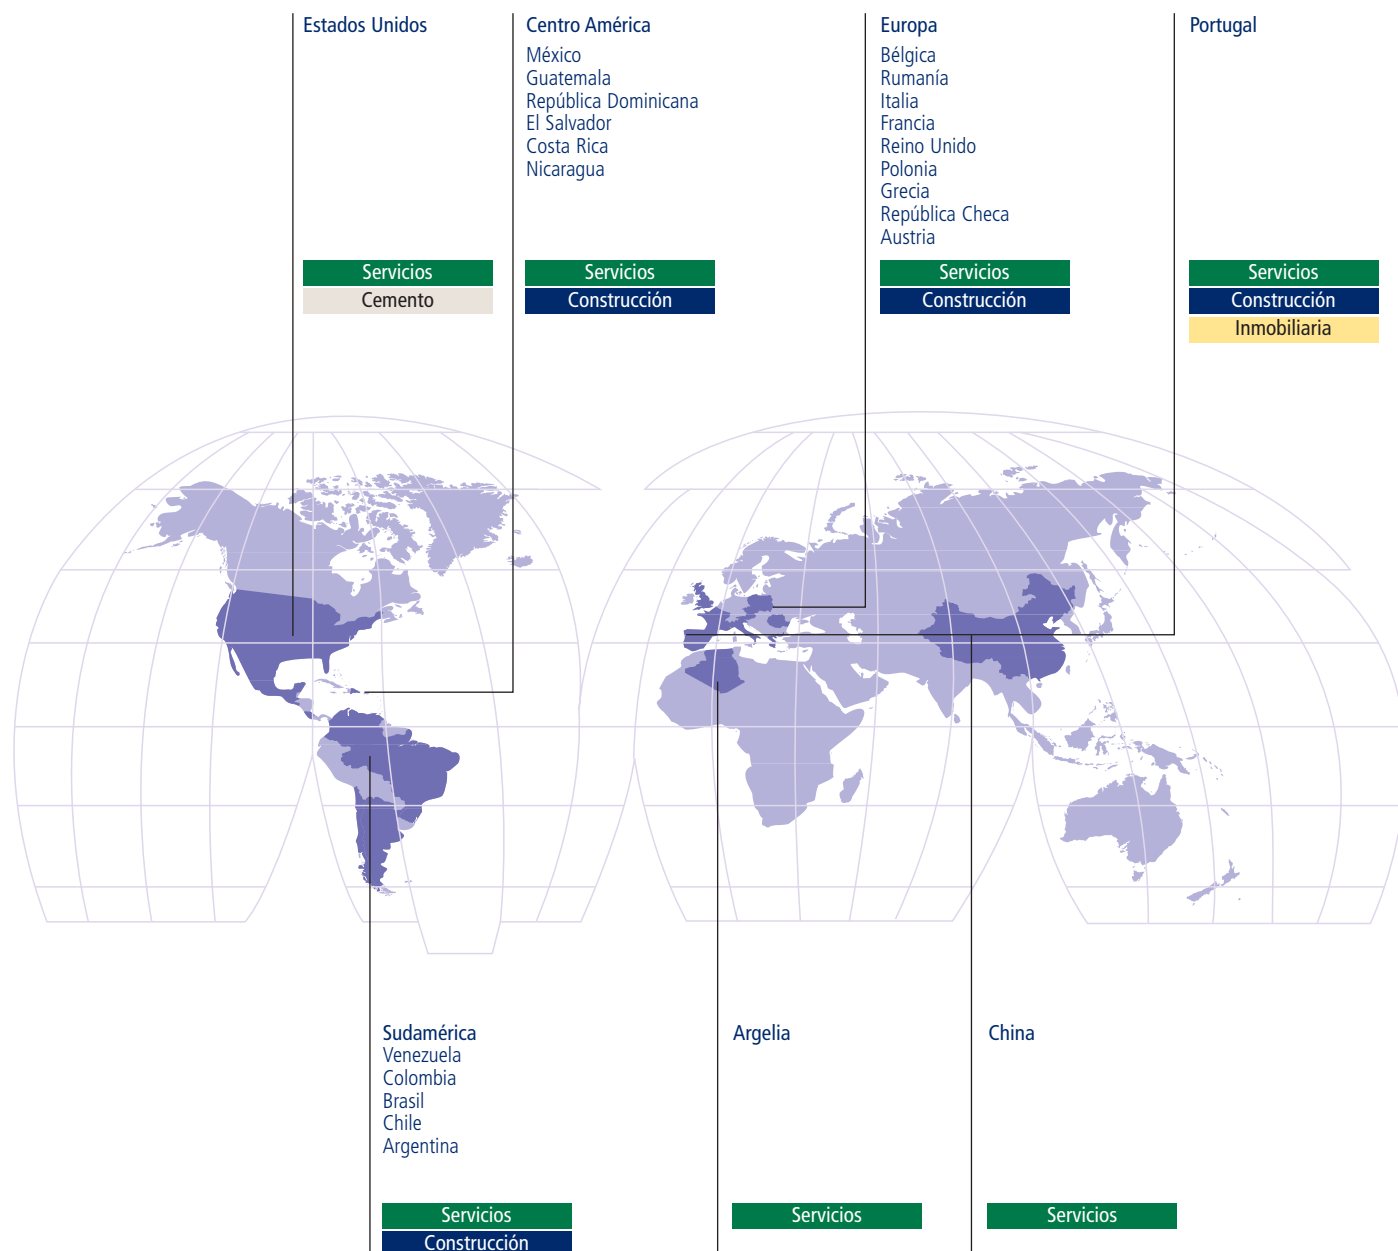 Estados Unidos
Servicios
Cemento
Centro América
México
Guatemala
República Dominicana
El Salvador
Costa Rica
Nicaragua
Servicios
Construcción
Europa
Bélgica
Rumanía
Italia
Francia
Reino Unido
Polonia
Grecia
República Checa
Austria
Servicios
Construcción
Portugal
Servicios
Construcción
Inmobiliaria
Sudamérica
Venezuela
Colombia
Brasil
Chile
Argentina
Servicios
Construcción
Argelia
Servicios
China
Servicios